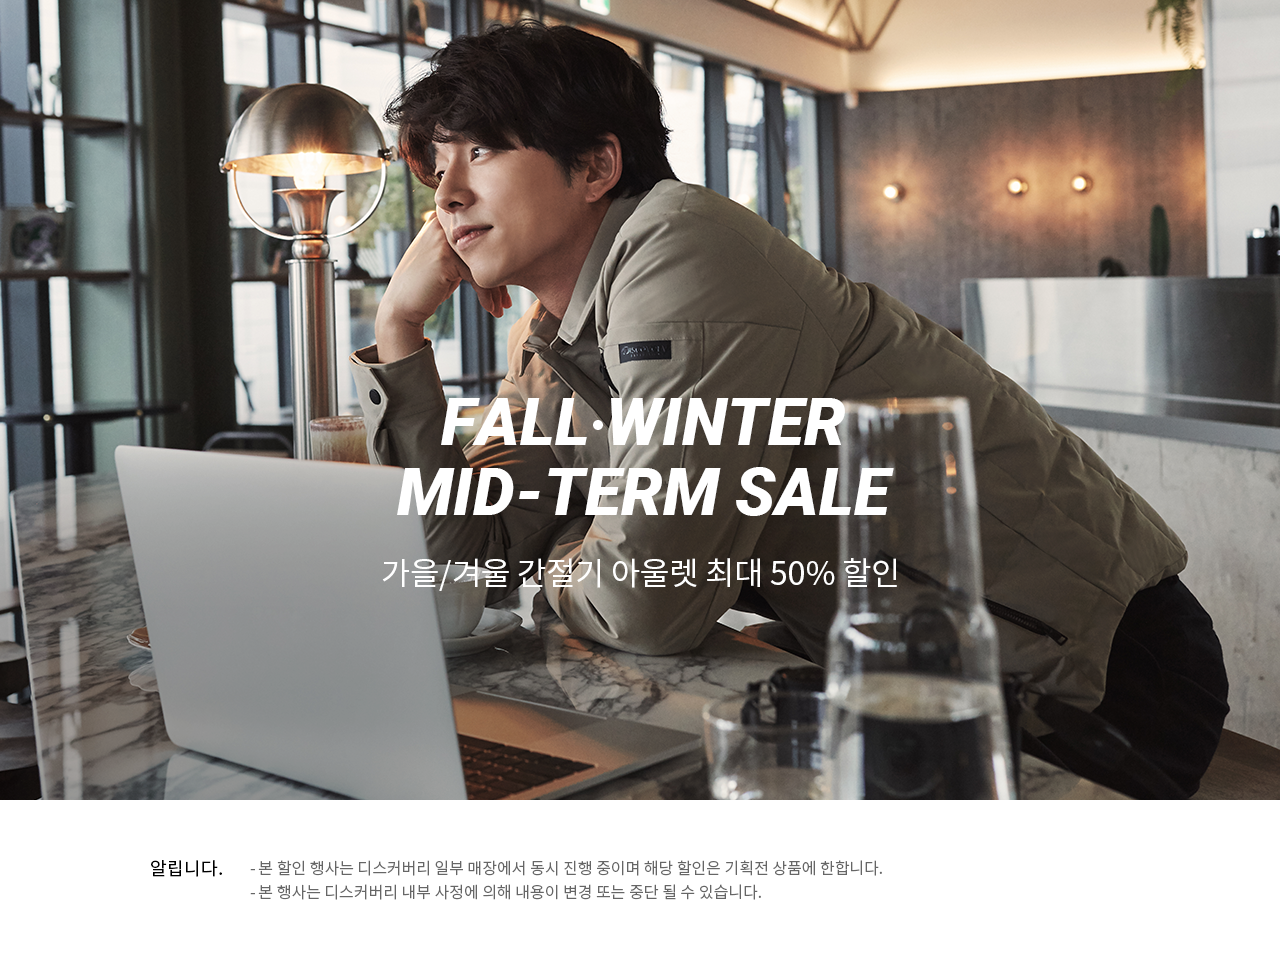 FALL·WINTER
MID-TERM SALE
가을/겨울 간절기 아울렛 최대 50% 할인
알립니다.
- 본 할인 행사는 디스커버리 일부 매장에서 동시 진행 중이며 해당 할인은 기획전 상품에 한합니다.
- 본 행사는 디스커버리 내부 사정에 의해 내용이 변경 또는 중단 될 수 있습니다.